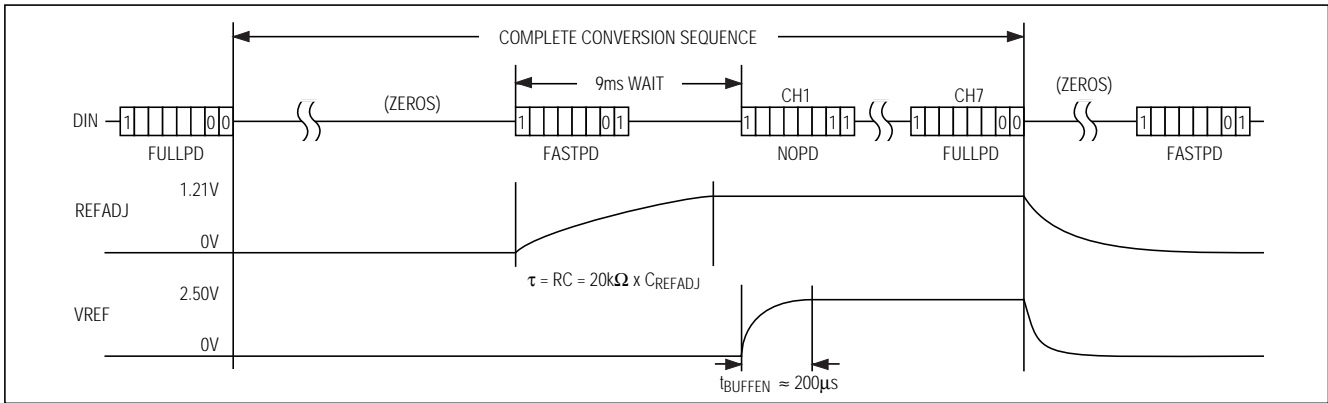 COMPLETE CONVERSION SEQUENCE
9ms WAIT
(ZEROS)
(ZEROS)
CH1
CH7
DIN
1 0 0
1 0 1
1 1 1
1 0 0
1 0 1
FULLPD
FASTPD
NOPD
FULLPD
FASTPD
1.21V
REFADJ
0V
τ = RC = 20kΩ x CREFADJ
2.50V
VREF
0V
tBUFFEN ≈ 200µs